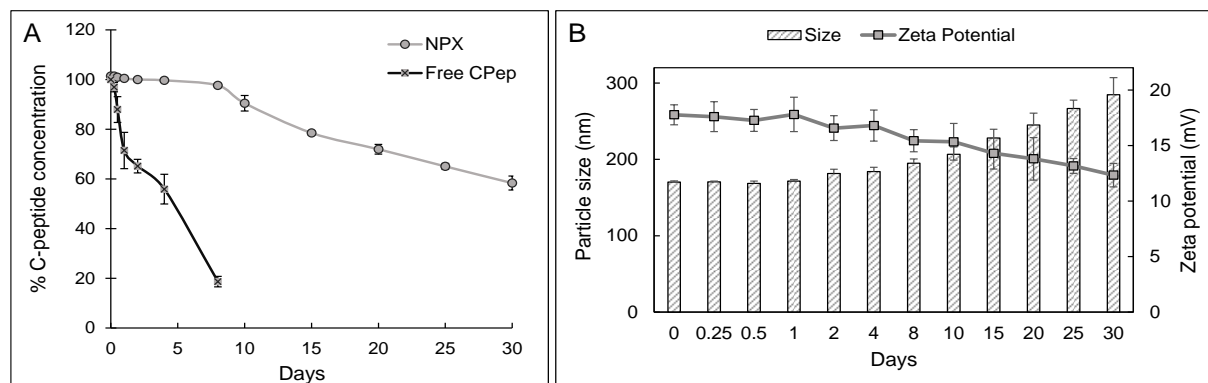 A
NPX
Free CPep
% C-peptide concentration
120
100
80
60
40
20
0
0 5 10 15 20 25 30
Days
B
Size Zeta Potential
Particle size (nm)
300
200
100
0
Zeta potential (mV)
20
15
10
5
0
0 0.25 0.5 1 2 4 8 10 15 20 25 30
Days